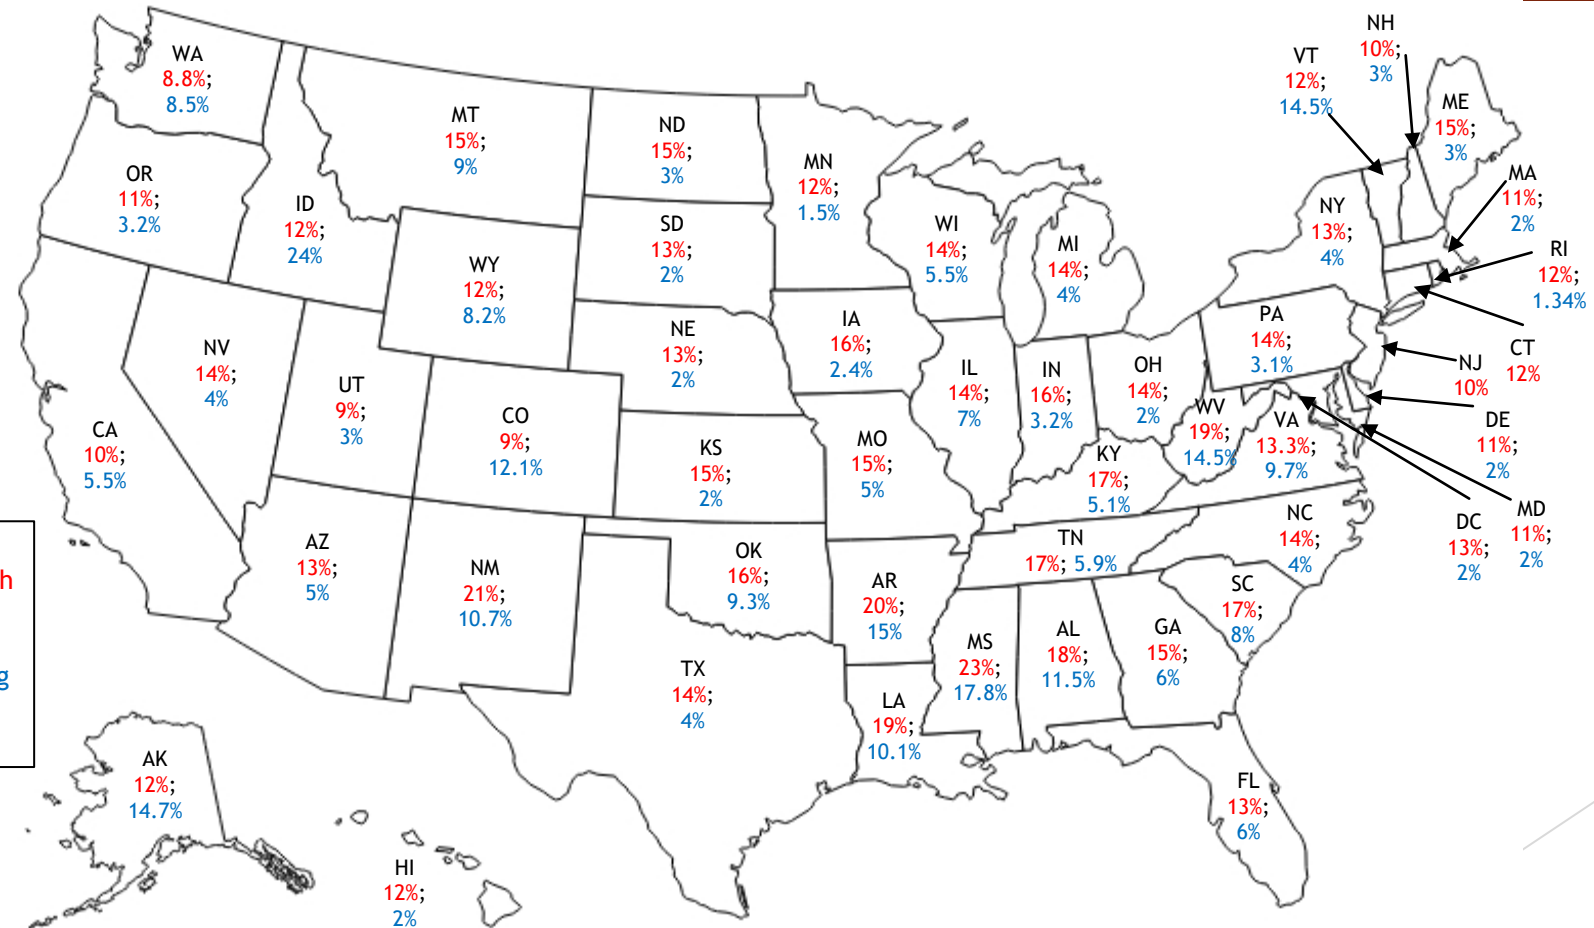 WA
8.8%;
8.5%
OR
11%;
3.2%
ID
12%;
24%
MT
15%;
9%
ND
15%;
3%
SD
13%;
2%
WY
12%;
8.2%
NE
13%;
2%
MN
12%;
1.5%
WI
14%;
5.5%
MI
14%;
4%
IA
16%;
2.4%
NV
14%;
4%
UT
9%;
3%
CO
9%;
12.1%
KS
15%;
2%
MO
15%;
5%
IL
14%;
7%
IN
16%;
3.2%
OH
14%;
2%
CA
10%;
5.5%
AZ
13%;
5%
NM
21%;
10.7%
OK
16%;
9.3%
AR
20%;
15%
TX
14%;
4%
LA
19%;
10.1%
MS
23%;
17.8%
AL
18%;
11.5%
GA
15%;
6%
FL
13%;
6%
SC
17%;
8%
NC
14%;
4%
TN
17%; 5.9%
KY
17%;
5.1%
WV
19%;
14.5%
VA
13.3%;
9.7%
PA
14%;
3.1%
NY
13%;
4%
VT
12%;
14.5%
NH
10%;
3%
ME
15%;
3%
MA
11%;
2%
RI
12%;
1.34%
CT
12%
NJ
10%
DE
11%;
2%
MD
11%;
2%
DC
13%;
2%
AK
12%;
14.7%
HI
12%;
2%
h
g